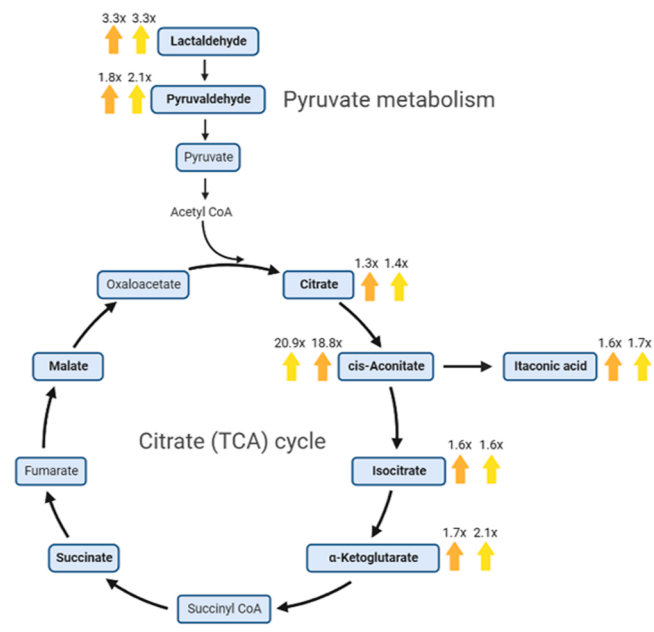 3.3x 3.3x
Lactaldehyde
1.8x 2.1x
Pyruvaldehyde
Pyruvate metabolism
Pyruvate
Acetyl CoA
Oxaloacetate
Citrate
1.3x 1.4x
Malate
20.9x 18.8x
cis-Aconitate
Itaconic acid
1.6x 1.7x
Citrate (TCA) cycle
Fumarate
Isocitrate
1.6x 1.6x
Succinate
α-Ketoglutarate
1.7x 2.1x
Succinyl CoA